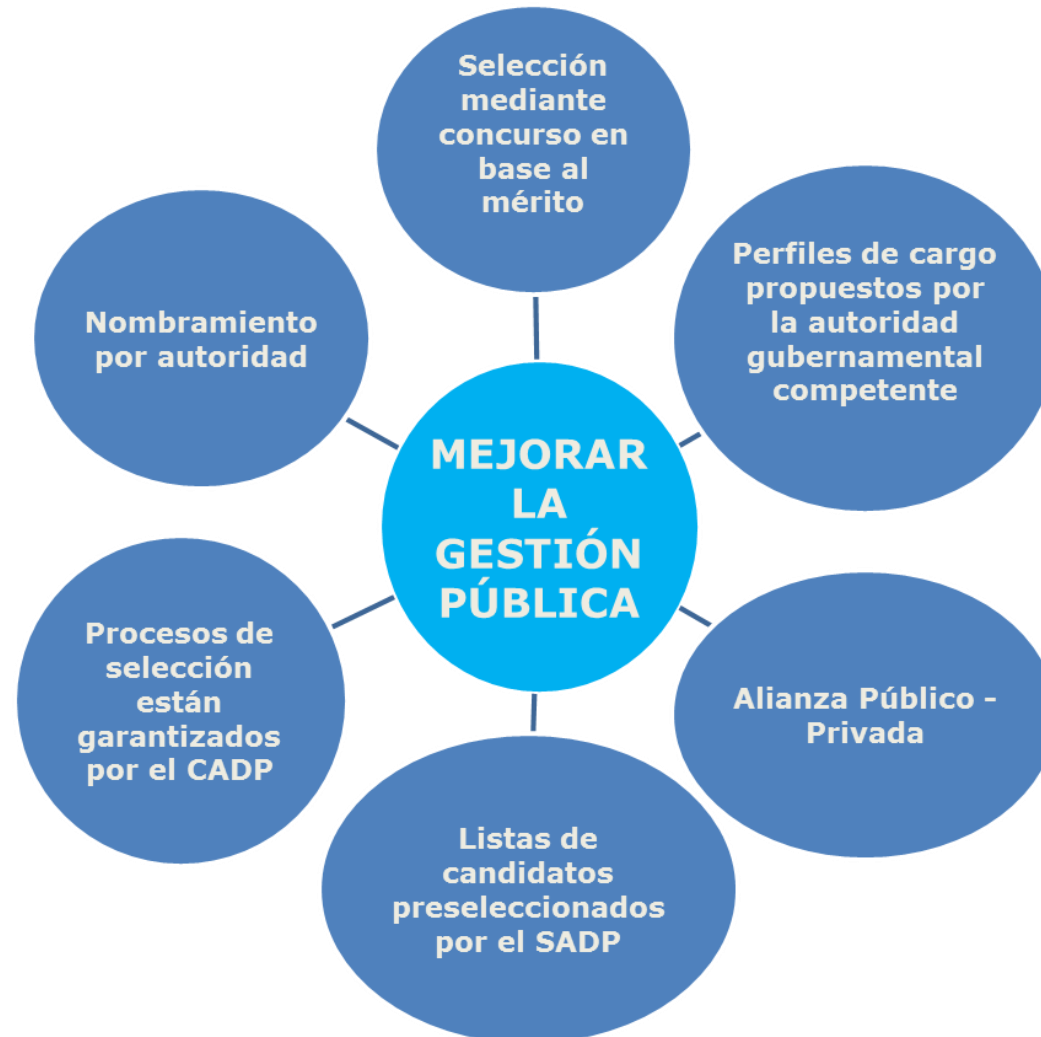 Selección
mediante
concurso en
base al
mérito
Perfiles de cargo
propuestos por
la autoridad
gubernamental
competente
Nombramiento
por autoridad
MEJORAR
LA
GESTIÓN
PÚBLICA
Procesos de
selección
están
garantizados
por el CADP
Alianza Público -
Privada
Listas de
candidatos
preseleccionados
por el SADP